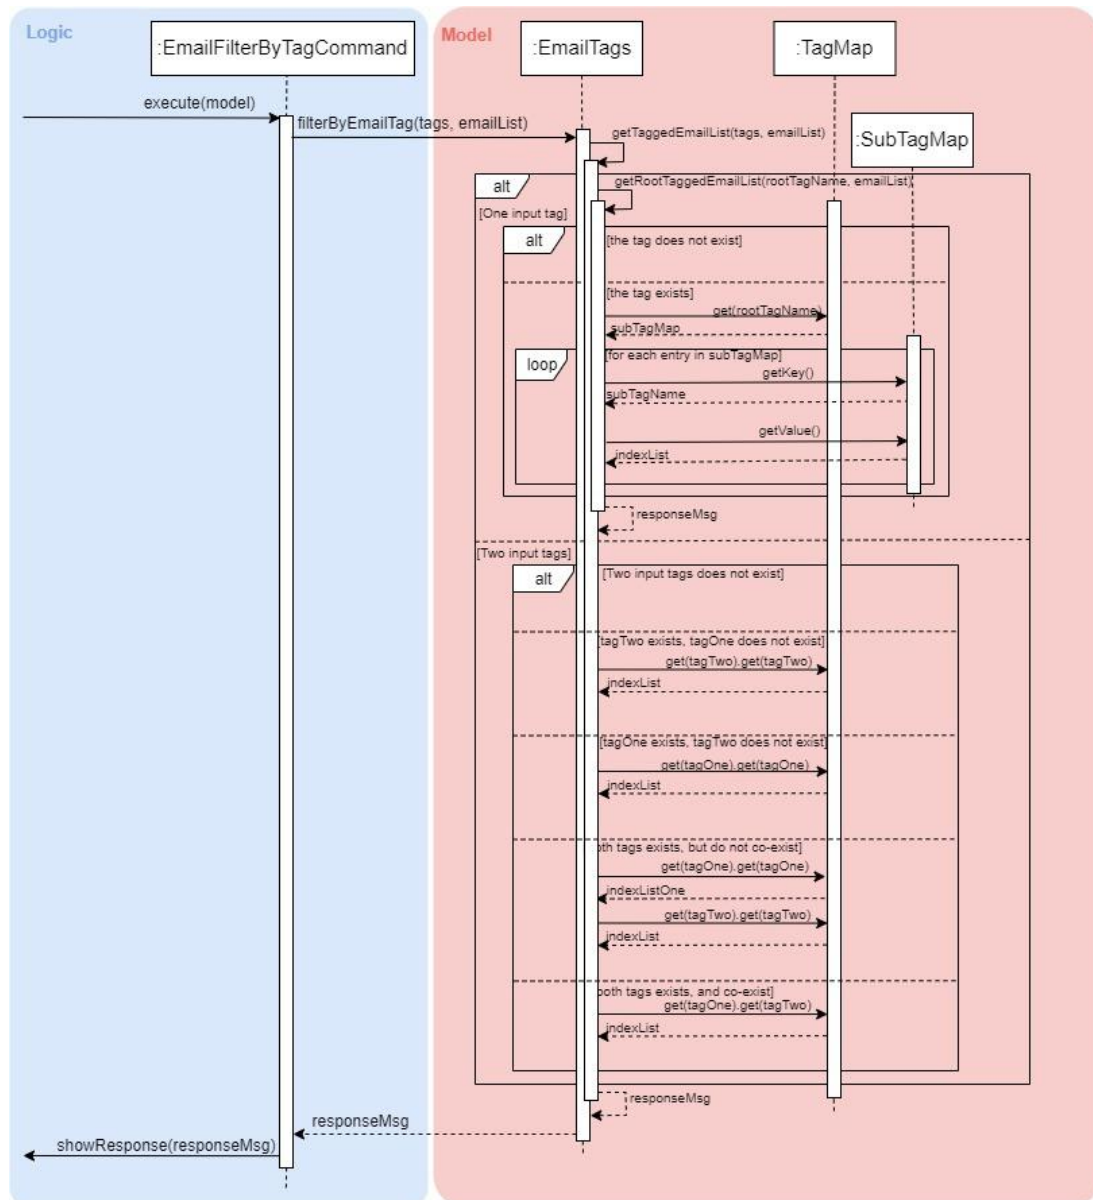 Logic
Model
:EmailFilterByTagCommand
:EmailTags
:TagMap
execute(model)
filterByEmailTag(tags, emailList)
getTaggedEmailList(tags, emailList)
:SubTagMap
getRootTaggedEmailList(rootTagName, emailList)
alt
[One input tag]
alt
[the tag does not exist]
[the tag exists]
get(rootTagName)
subTagMap
[for each entry in subTagMap]
loop
getKey()
subTagName
getValue()
indexList
responseMsg
[Two input tags]
alt
[Two input tags does not exist]
[tagTwo exists, tagOne does not exist]
get(tagTwo).get(tagTwo)
indexList
[tagOne exists, tagTwo does not exist]
get(tagOne).get(tagOne)
indexList
oth tags exists, but do not co-exist]
get(tagOne).get(tagOne)
indexListOne
get(tagTwo).get(tagTwo)
indexList
both tags exists, and co-exist]
get(tagOne).get(tagTwo)
indexList
responseMsg
responseMsg
showResponse(responseMsg)